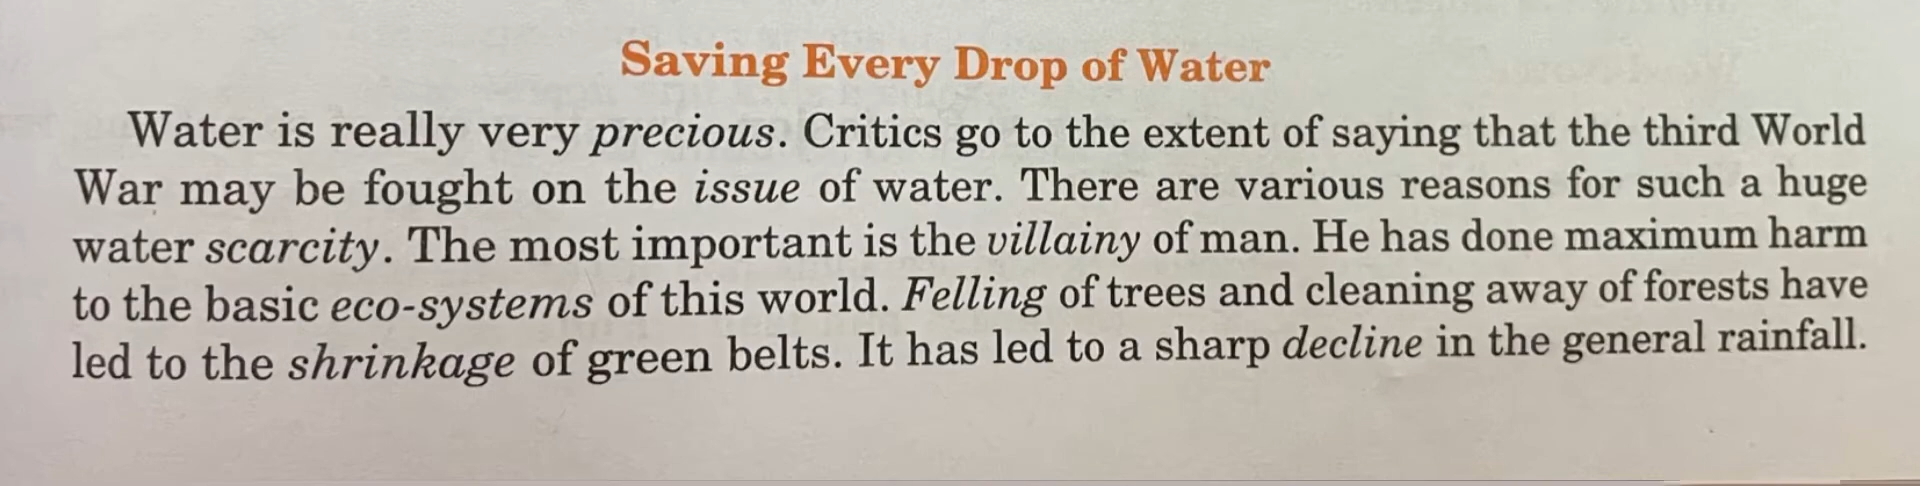 Saving Every Drop of Water
Water is really very precious. Critics go to the extent of saying that the third World
War may be fought on the issue of water. There are various reasons for such a huge
water scarcity. The most important is the villainy of man. He has done maximum harm
to the basic eco-systems of this world. Felling of trees and cleaning away of forests have
led to the shrinkage of green belts. It has led to a sharp decline in the general rainfall.